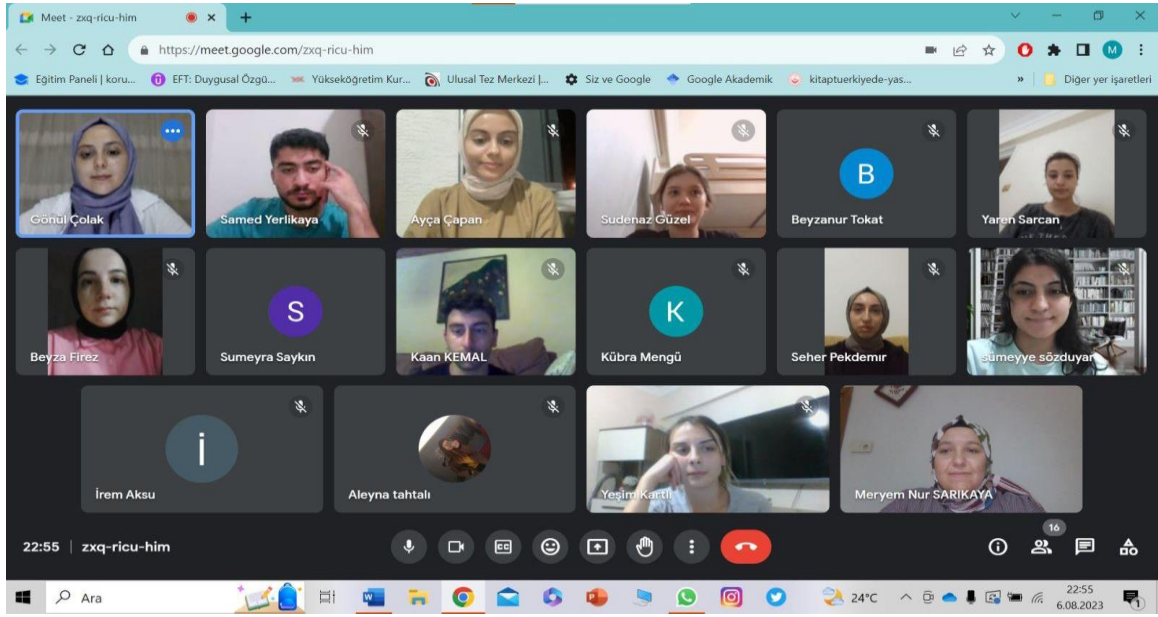 Meet - zxq-ricu-him
https://meet.google.com/zxq-ricu-him
M
Eğitim Paneli | koru... EFT: Duygusal Özgü... Yükseköğretim Kur... Ulusal Tez Merkezi |... Siz ve Google Google Akademik kitaptuerkiyede-yas... » Diğer yer işaretleri
Gönül Çolak
Samed Yerlikaya
Ayça Çapan
Sudenaz Güzel
B
Beyzanur Tokat
Yaren Sarcan
Beyza Firez
S
Sumeyra Saykın
Kaan KEMAL
K
Kübra Mengü
Seher Pekdemır
sümeyye sözduyar
İ
İrem Aksu
Aleyna tahtalı
Yeşim Kartlı
Meryem Nur SARIKAYA
22:55 | zxq-ricu-him
CC
16
Ara
24°C
22:55
6.08.2023
1